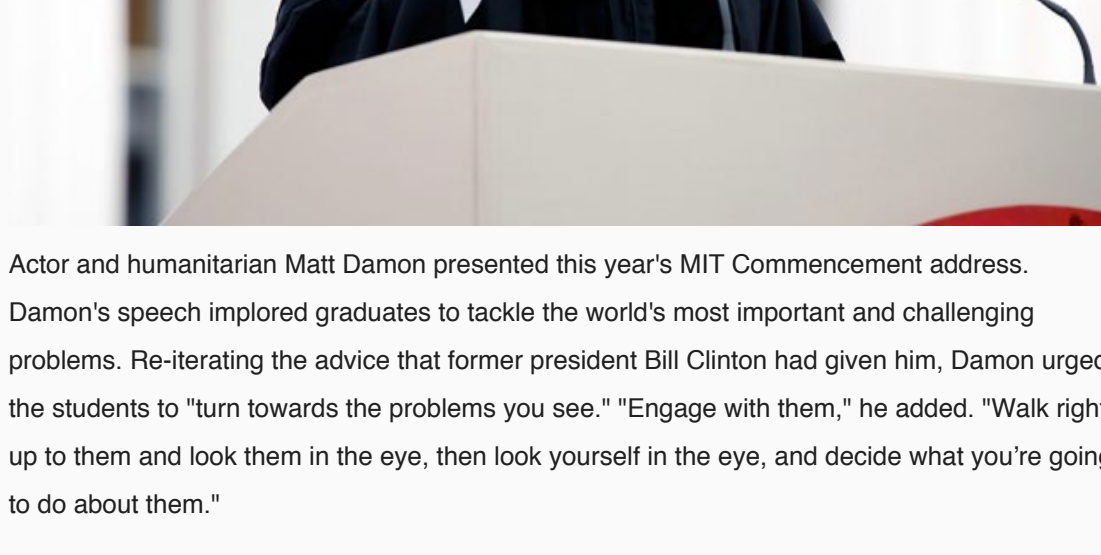 Actor and humanitarian Matt Damon presented this year's MIT Commencement address.
Damon's speech implored graduates to tackle the world's most important and challenging
problems. Re-iterating the advice that former president Bill Clinton had given him, Damon urged
the students to "turn towards the problems you see." "Engage with them," he added. "Walk right
up to them and look them in the eye, then look yourself in the eye, and decide what you’re going
to do about them."